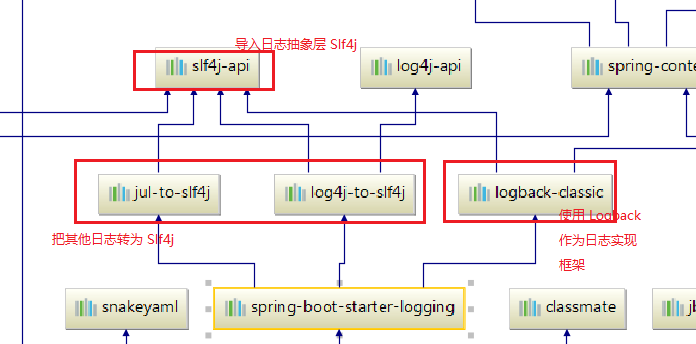 导入日志抽象层 Slf4j
slf4j-api
log4j-api
spring-conte
jul-to-slf4j
log4j-to-slf4j
logback-classic
使用 Logback
作为日志实现
框架
把其他日志转为 Slf4j
snakeyaml
spring-boot-starter-logging
classmate
jb